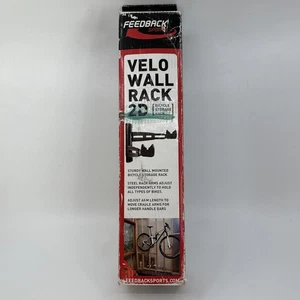 FEEDBACK
SPORTS
VELO
WALL
RACK
2D
BICYCLE
STORAGE
STURDY WALL MOUNTED
BICYCLE STORAGE RACK
STEEL RACK ARMS ADJUST
INDEPENDENTLY TO HOLD
ALL TYPES OF BIKES.
ADJUST ARM LENGTH TO
MOVE CRADLE ARMS FOR
LONGER HANDLE BARS.
FEEDBACKSPORTS.COM